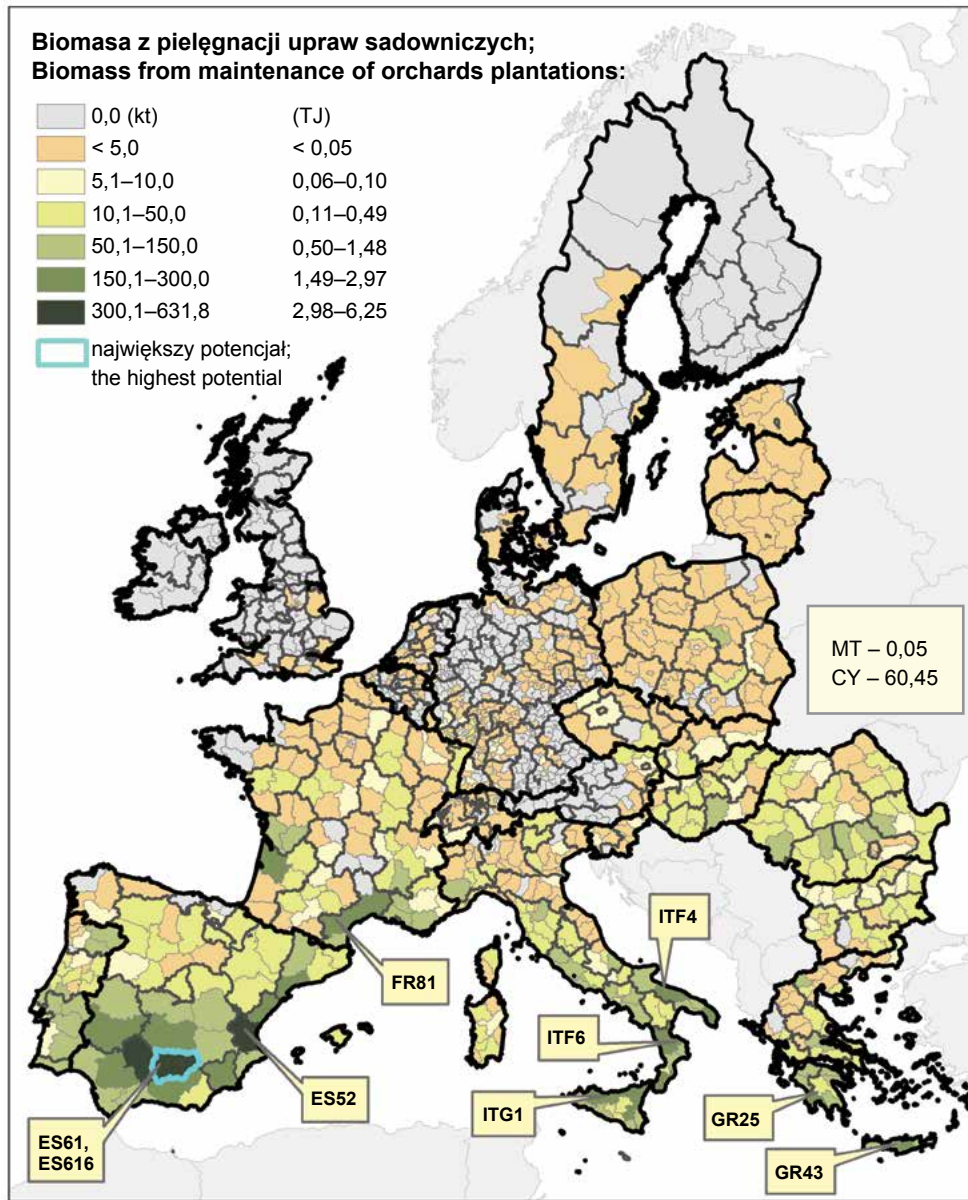 Biomasa z pielęgnacji upraw sadowniczych;
Biomass from maintenance of orchards plantations:
0,0 (kt) (TJ)
< 5,0 < 0,05
5,1–10,0 0,06–0,10
10,1–50,0 0,11–0,49
50,1–150,0 0,50–1,48
150,1–300,0 1,49–2,97
300,1–631,8 2,98–6,25
największy potencjał;
the highest potential
MT – 0,05
CY – 60,45
ITF4
FR81
ITF6
ES52
ITG1
GR25
ES61,
ES616
GR43